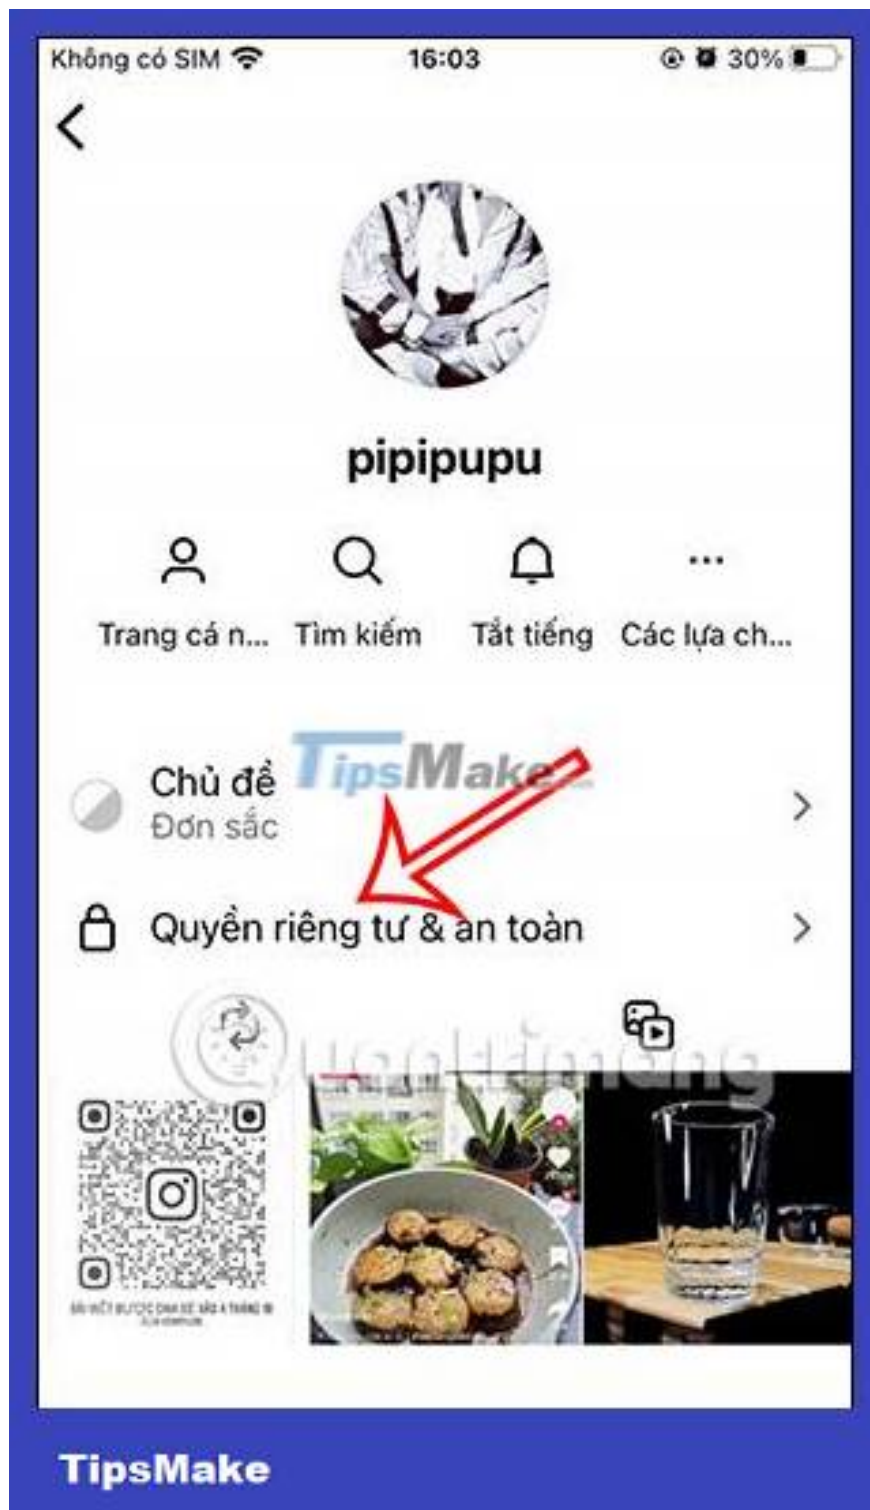 Không có SIM 16:03 30%
pipipupu
Trang cá n... Tìm kiếm Tắt tiếng Các lựa ch...
TipsMake
Chủ đề
Đơn sắc
Quyền riêng tư & an toàn
Quantrimang
TipsMake